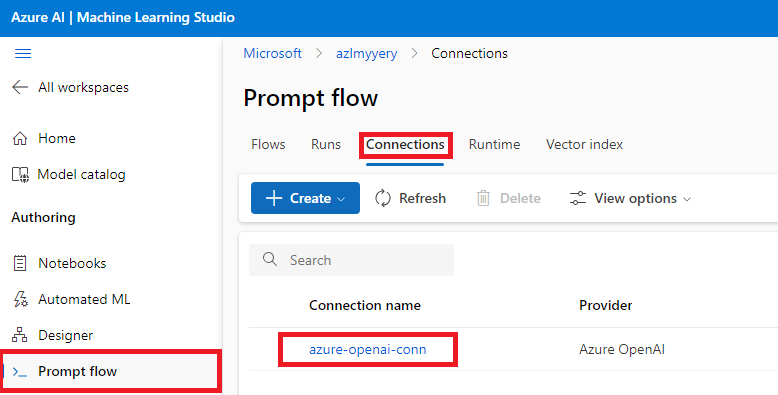 Azure AI | Machine Learning Studio
All workspaces
Home
Model catalog
Authoring
Notebooks
Automated ML
Designer
Prompt flow
Microsoft > azlmyyery > Connections
Prompt flow
Flows Runs Connections Runtime Vector index
Create Refresh Delete View options
Search
Connection name Provider
azure-openai-conn Azure OpenAI